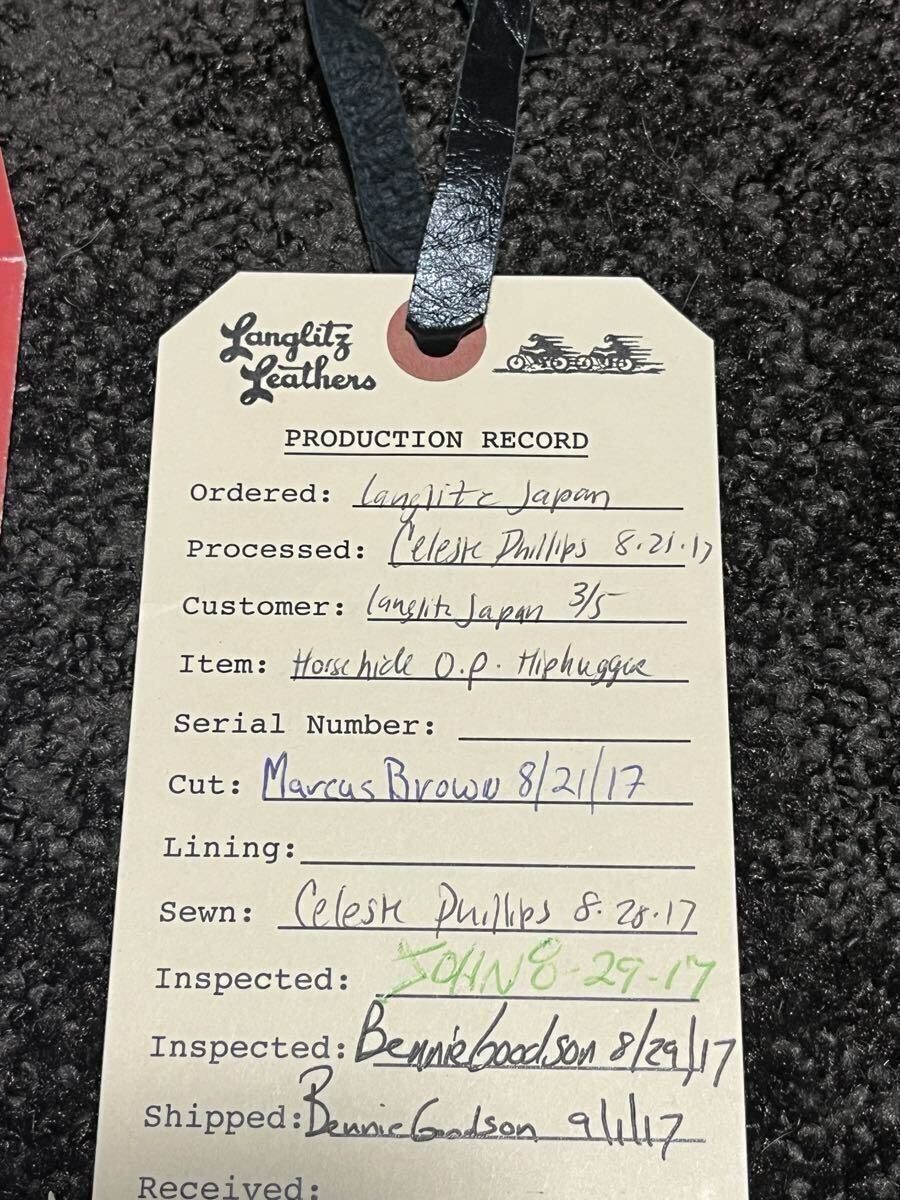 Langlitz
Leathers
PRODUCTION RECORD
Ordered: Langlitz Japan
Processed: Celeste Phillips 8.21.17
Customer: Langlitz Japan 3/5
Item: Horsehide O.P. Hiphugger
Serial Number:
Cut: Marcus Brown 8/21/17
Lining:
Sewn: Celeste Phillips 8.28.17
Inspected: JOHN 8-29-17
Inspected: Bennie Goodson 8/29/17
Shipped: Bennie Goodson 9/1/17
Received: